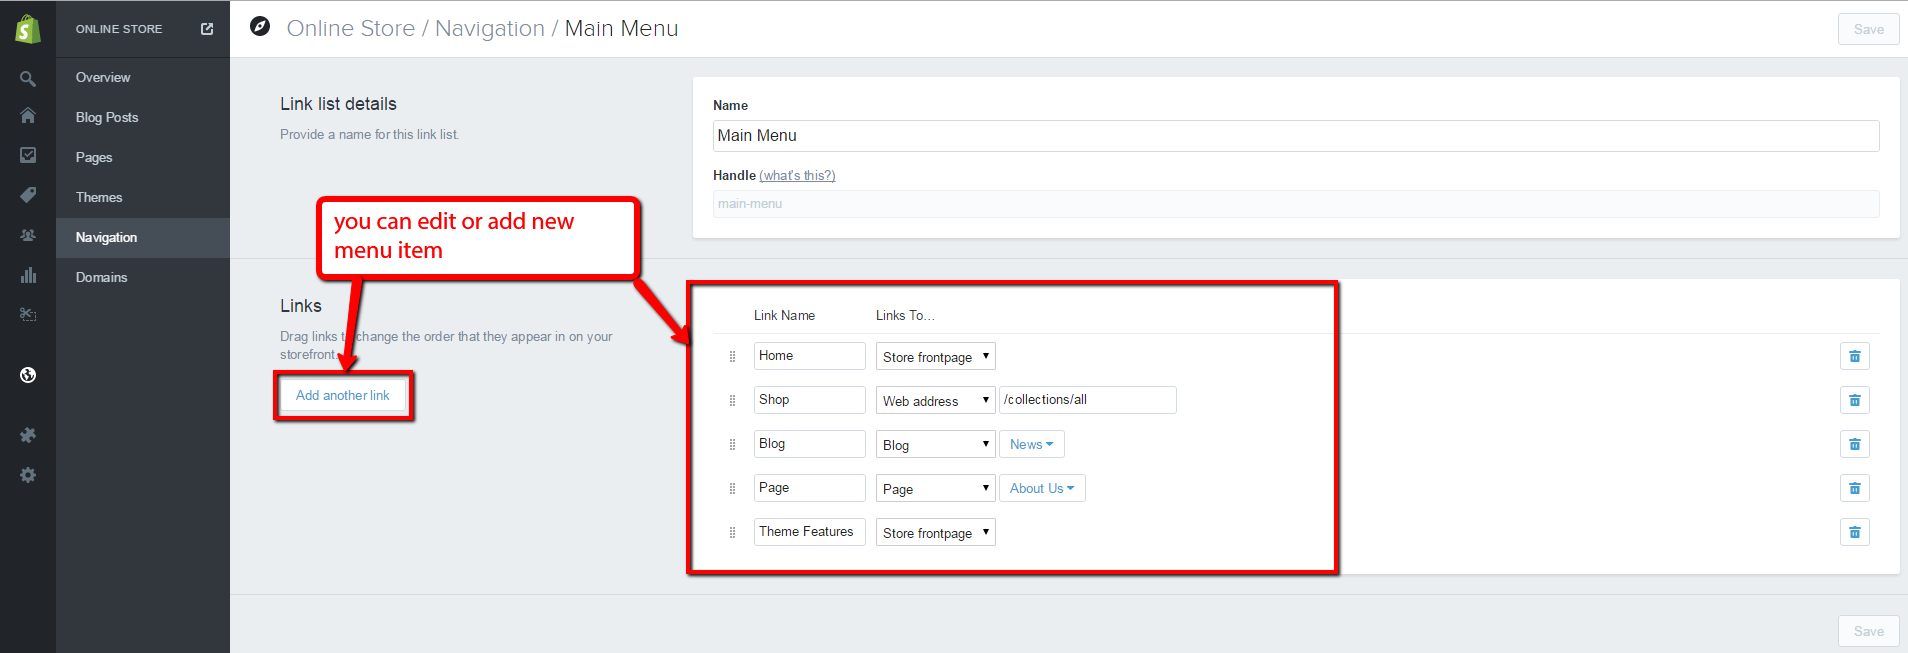 ONLINE STORE
Overview
Blog Posts
Pages
Themes
Navigation
Domains
Online Store / Navigation / Main Menu
Save
Link list details
Provide a name for this link list.
Name
Main Menu
Handle (what's this?)
main-menu
you can edit or add new
menu item
Links
Drag links t change the order that they appear in on your
storefront.
Add another link
Link Name Links To...
Home Store frontpage
Shop Web address /collections/all
Blog Blog News
Page Page About Us
Theme Features Store frontpage
Save